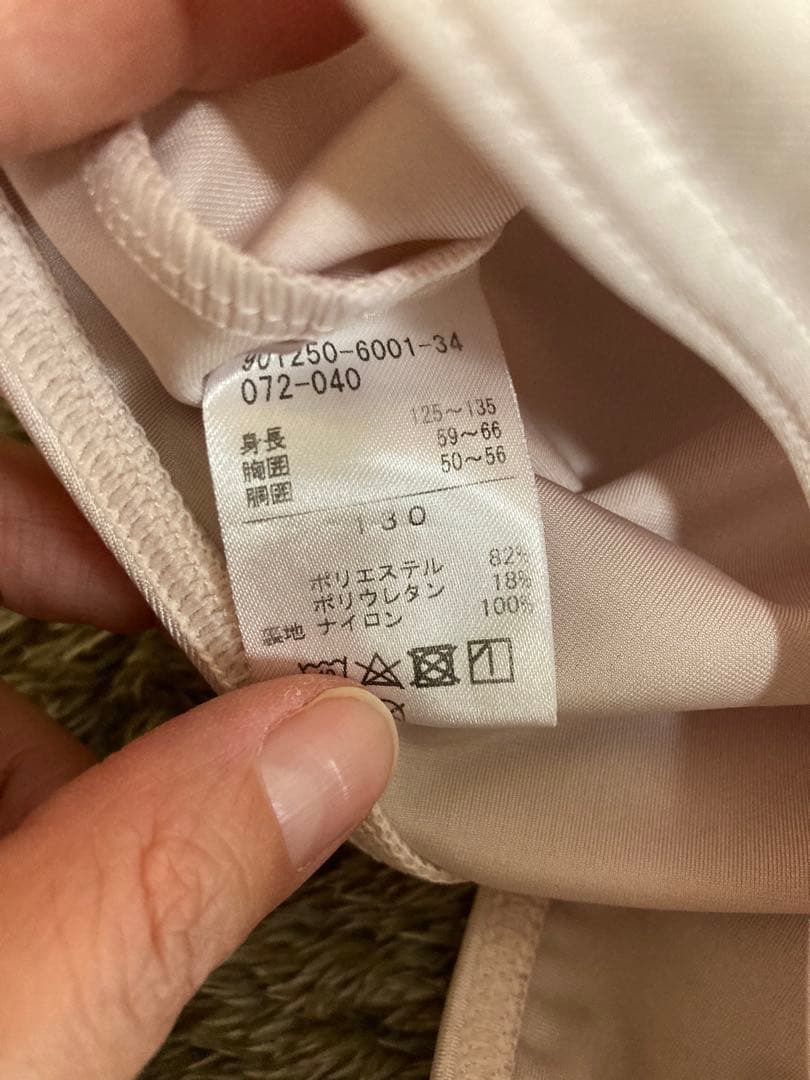 901250-6001-34
072-040
身長 125～135
胸囲 59～66
胴囲 50～56
130
ポリエステル 82%
ポリウレタン 18%
裏地 ナイロン 100%